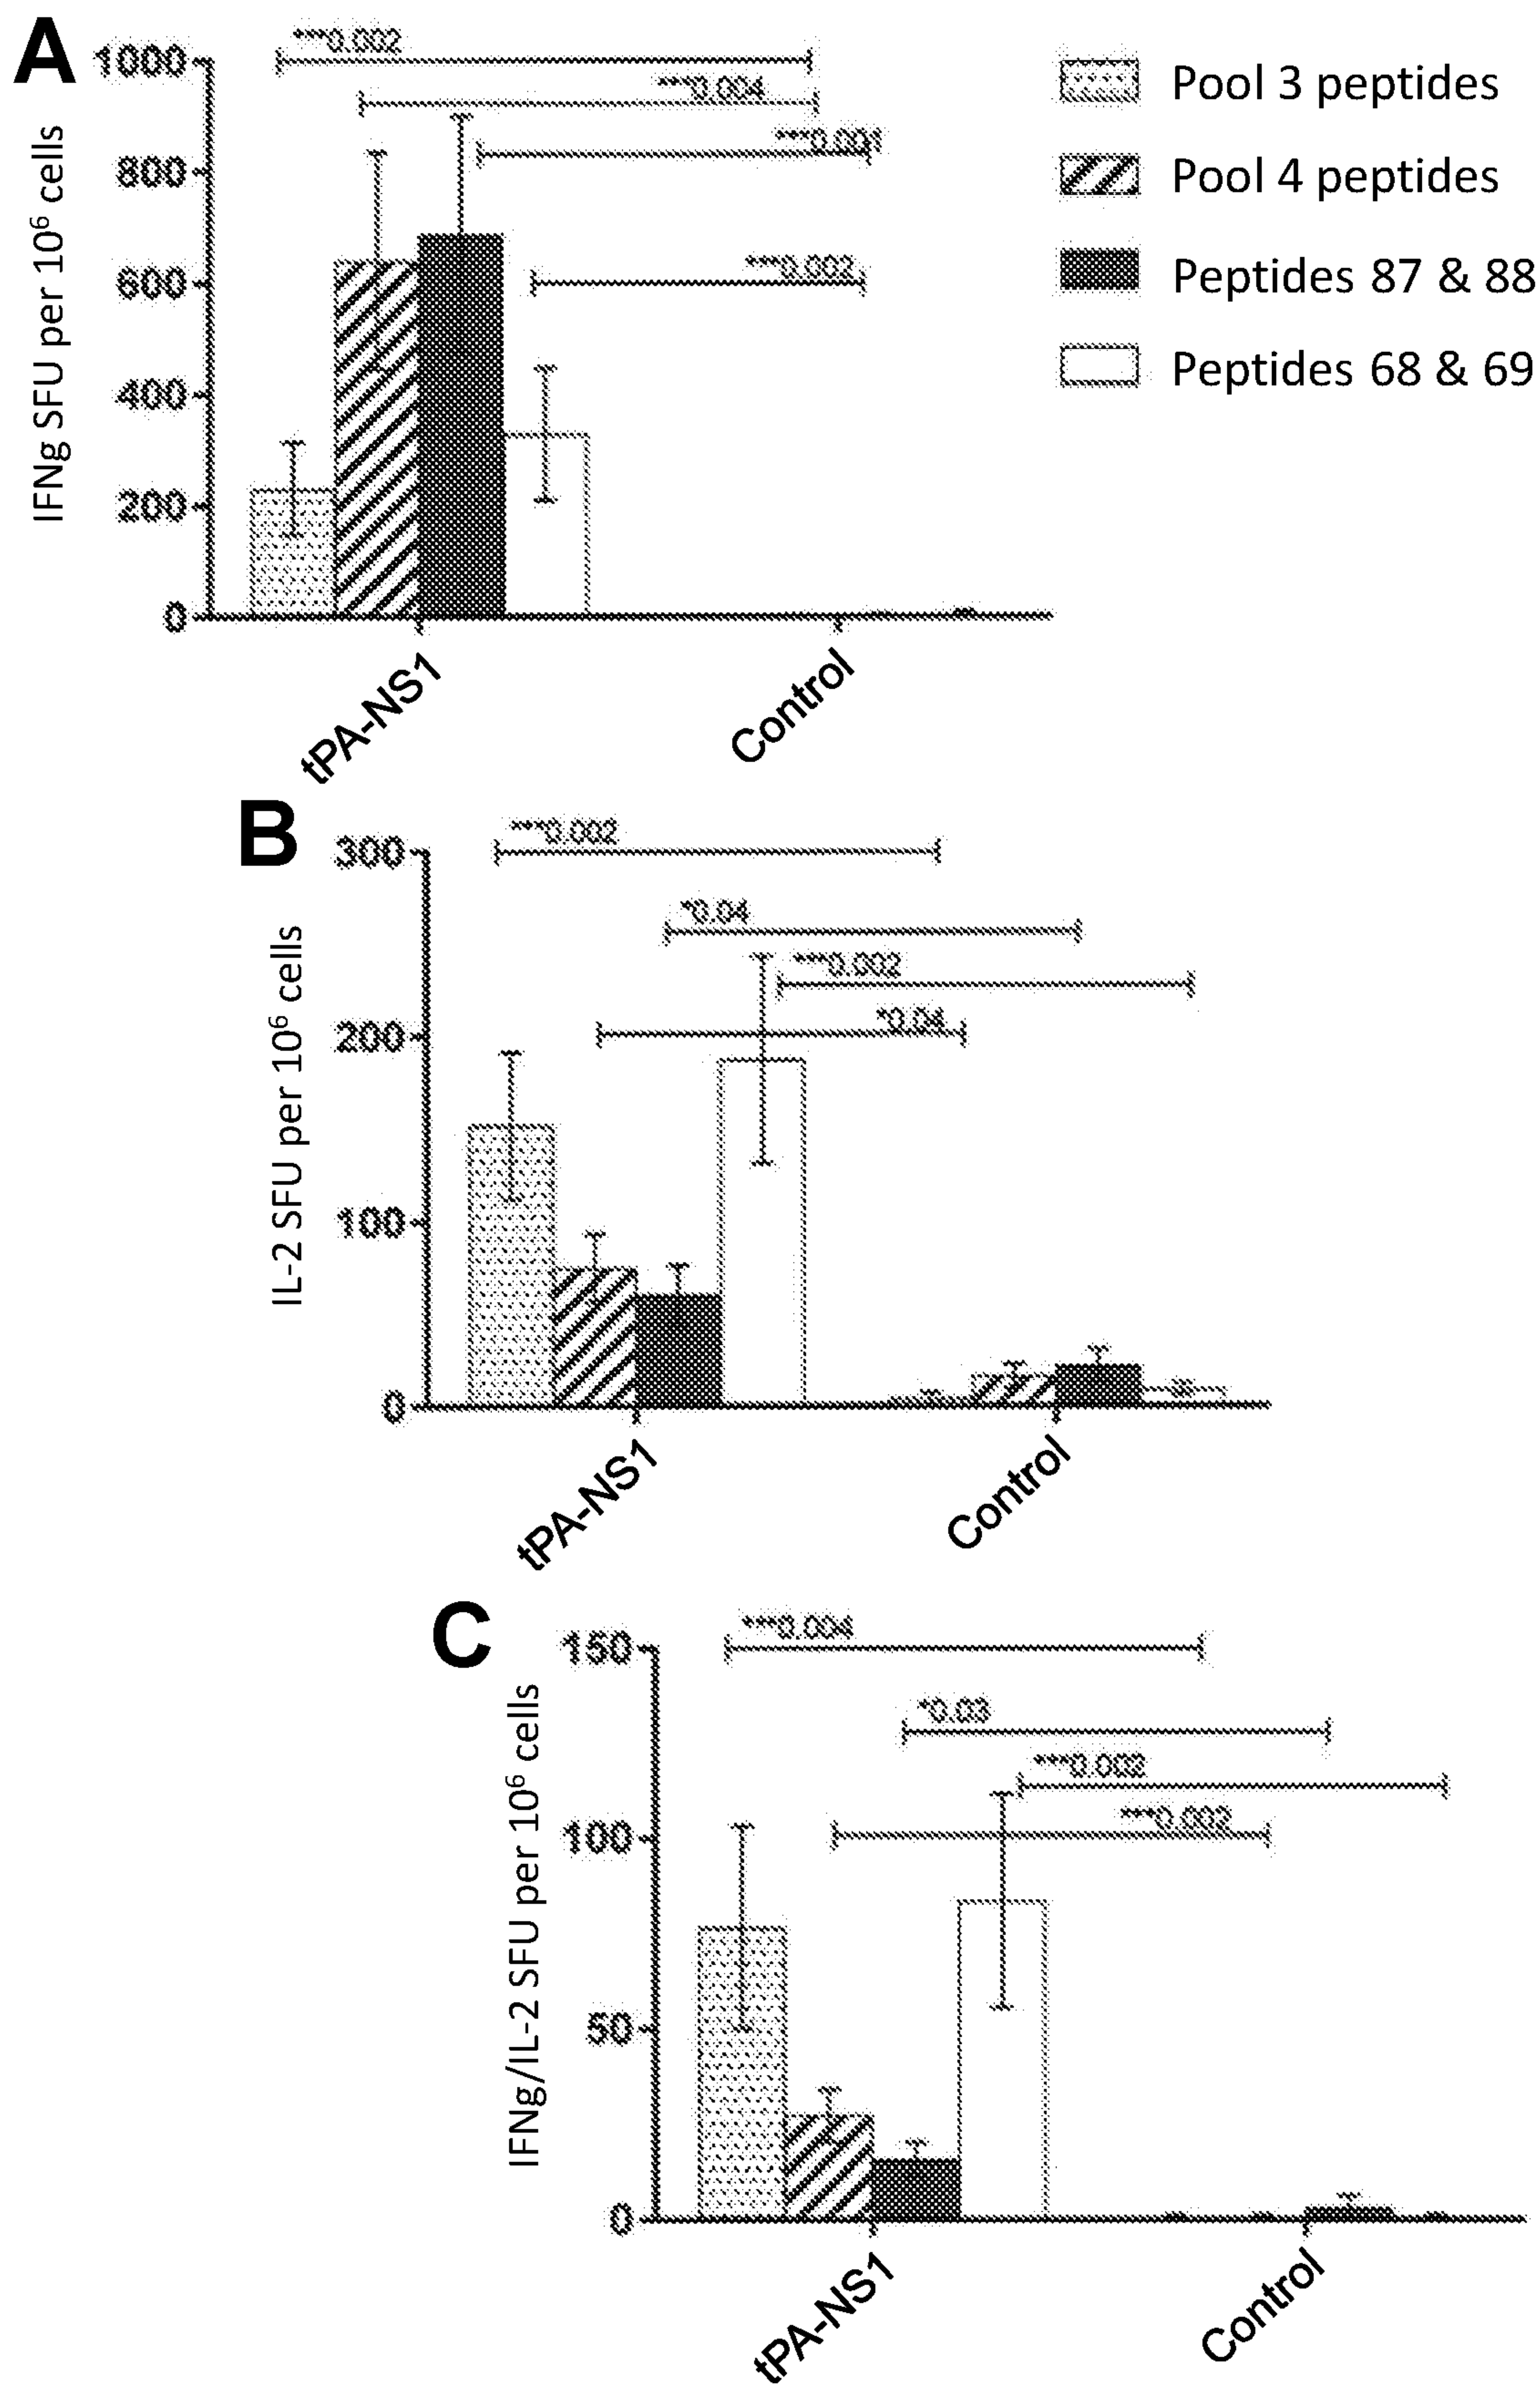 A
IFNg SFU per 10⁶ cells
1000
800
600
400
200
0
***0.002
***0.004
***0.001
***0.002
tPA-NS1
Control
Pool 3 peptides
Pool 4 peptides
Peptides 87 & 88
Peptides 68 & 69
B
IL-2 SFU per 10⁶ cells
300
200
100
0
***0.002
*0.04
***0.002
*0.04
tPA-NS1
Control
C
IFNg/IL-2 SFU per 10⁶ cells
150
100
50
0
***0.004
*0.03
***0.002
***0.002
tPA-NS1
Control